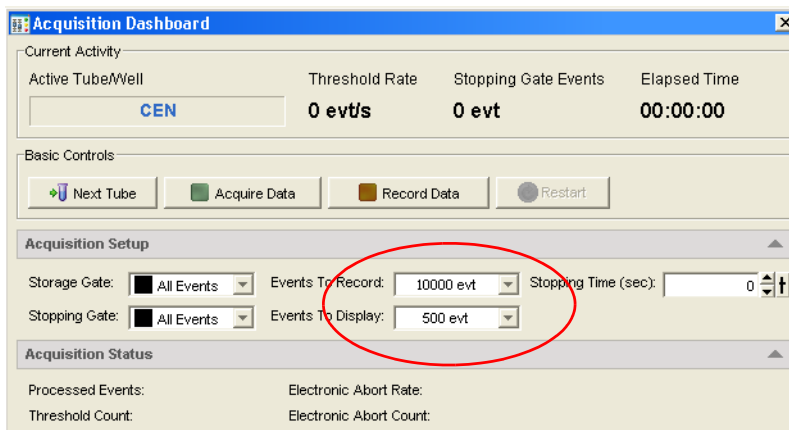 Acquisition Dashboard
Current Activity
Active Tube/Well Threshold Rate Stopping Gate Events Elapsed Time
CEN 0 evt/s 0 evt 00:00:00
Basic Controls
Next Tube Acquire Data Record Data Restart
Acquisition Setup
Storage Gate: All Events Events To Record: 10000 evt Stopping Time (sec): 0
Stopping Gate: All Events Events To Display: 500 evt
Acquisition Status
Processed Events: Electronic Abort Rate:
Threshold Count: Electronic Abort Count: